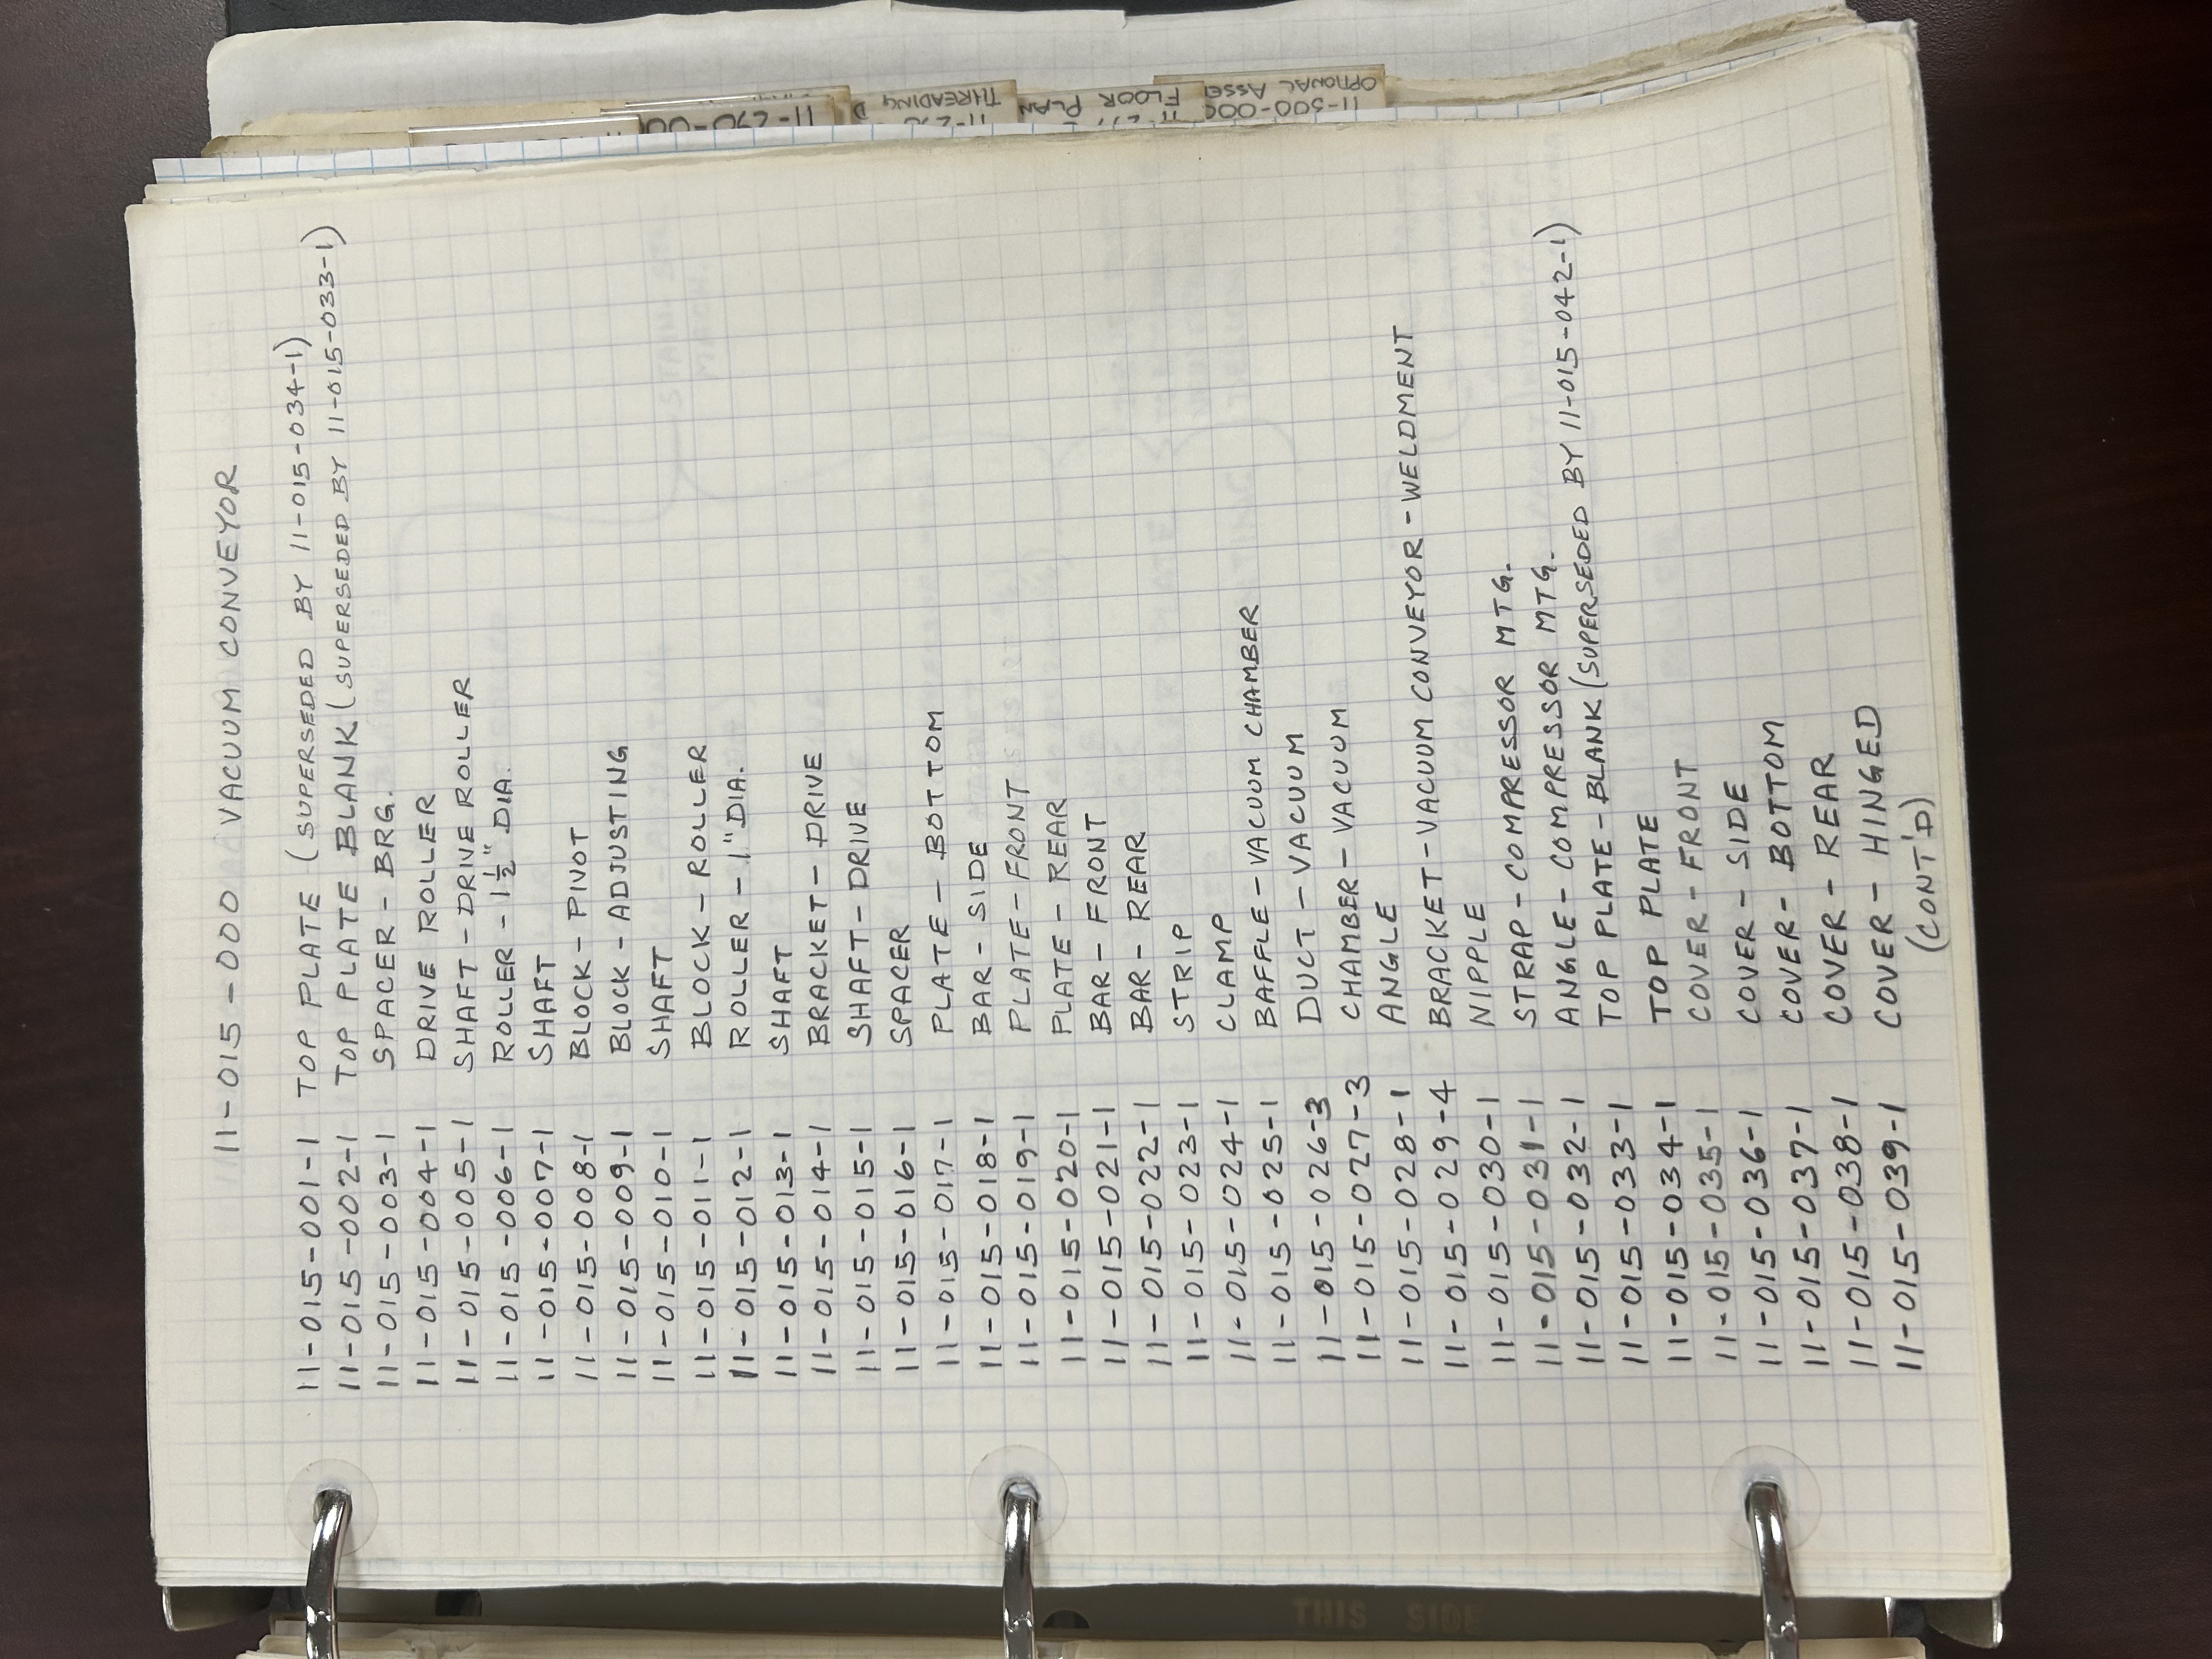 11-015-000 VACUUM CONVEYOR
11-015-001-1 TOP PLATE (SUPERSEDED BY 11-015-034-1)
11-015-002-1 TOP PLATE BLANK (SUPERSEDED BY 11-015-033-1)
11-015-003-1 SPACER - BRG.
11-015-004-1 DRIVE ROLLER
11-015-005-1 SHAFT - DRIVE ROLLER
11-015-006-1 ROLLER - 1 1/2" DIA.
11-015-007-1 SHAFT
11-015-008-1 BLOCK - PIVOT
11-015-009-1 BLOCK - ADJUSTING
11-015-010-1 SHAFT
11-015-011-1 BLOCK - ROLLER
11-015-012-1 ROLLER - 1" DIA.
11-015-013-1 SHAFT
11-015-014-1 BRACKET - DRIVE
11-015-015-1 SHAFT - DRIVE
11-015-016-1 SPACER
11-015-017-1 PLATE - BOTTOM
11-015-018-1 BAR - SIDE
11-015-019-1 PLATE - FRONT
11-015-020-1 PLATE - REAR
11-015-021-1 BAR - FRONT
11-015-022-1 BAR - REAR
11-015-023-1 STRIP
11-015-024-1 CLAMP
11-015-025-1 BAFFLE - VACUUM CHAMBER
11-015-026-3 DUCT - VACUUM
11-015-027-3 CHAMBER - VACUUM
11-015-028-1 ANGLE
11-015-029-4 BRACKET - VACUUM CONVEYOR - WELDMENT
11-015-030-1 NIPPLE
11-015-031-1 STRAP - COMPRESSOR MTG.
11-015-032-1 ANGLE - COMPRESSOR MTG.
11-015-033-1 TOP PLATE - BLANK (SUPERSEDED BY 11-015-042-1)
11-015-034-1 TOP PLATE
11-015-035-1 COVER - FRONT
11-015-036-1 COVER - SIDE
11-015-037-1 COVER - BOTTOM
11-015-038-1 COVER - REAR
11-015-039-1 COVER - HINGED
(CONT'D)
THREADING D
FLOOR PLAN
11-500-000
OPTIONAL
THIS SIDE